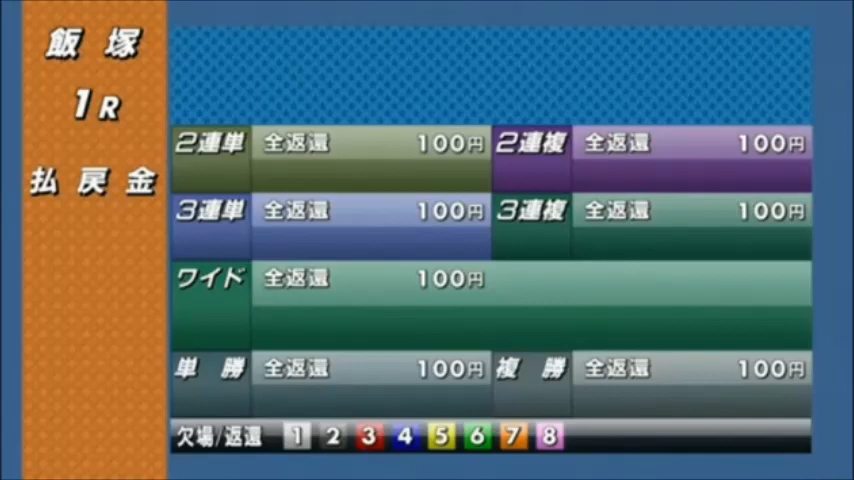 飯塚
1R
払戻金
2連単 全返還 100円 2連複 全返還 100円
3連単 全返還 100円 3連複 全返還 100円
ワイド 全返還 100円
単勝 全返還 100円 複勝 全返還 100円
欠場/返還 1 2 3 4 5 6 7 8